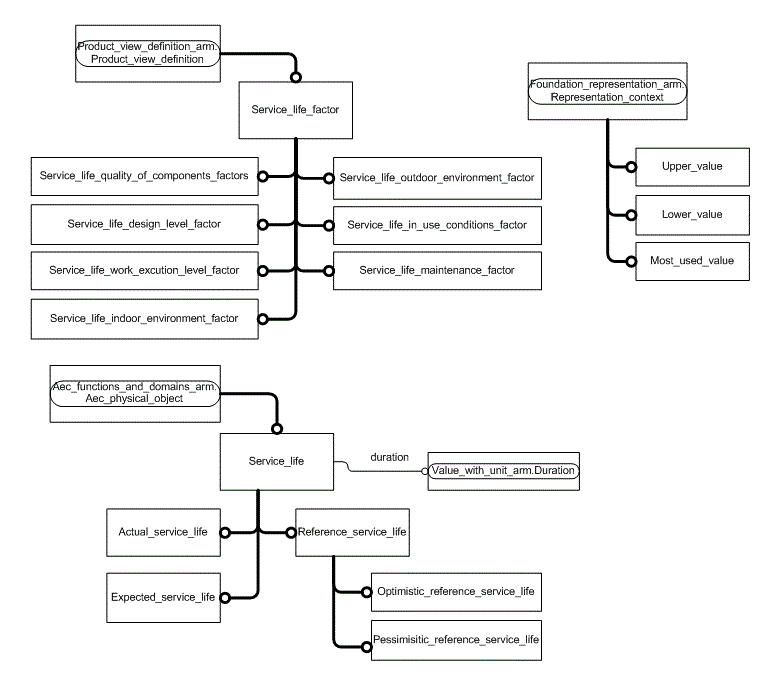 Product_view_definition_arm.
Product_view_definition
Service_life_factor
Foundation_representation_arm.
Representation_context
Service_life_quality_of_components_factors
Service_life_outdoor_environment_factor
Upper_value
Service_life_design_level_factor
Service_life_in_use_conditions_factor
Lower_value
Service_life_work_excution_level_factor
Service_life_maintenance_factor
Most_used_value
Service_life_indoor_environment_factor
Aec_functions_and_domains_arm.
Aec_physical_object
Service_life
duration
Value_with_unit_arm.Duration
Actual_service_life
Reference_service_life
Expected_service_life
Optimistic_reference_service_life
Pessimisitic_reference_service_life